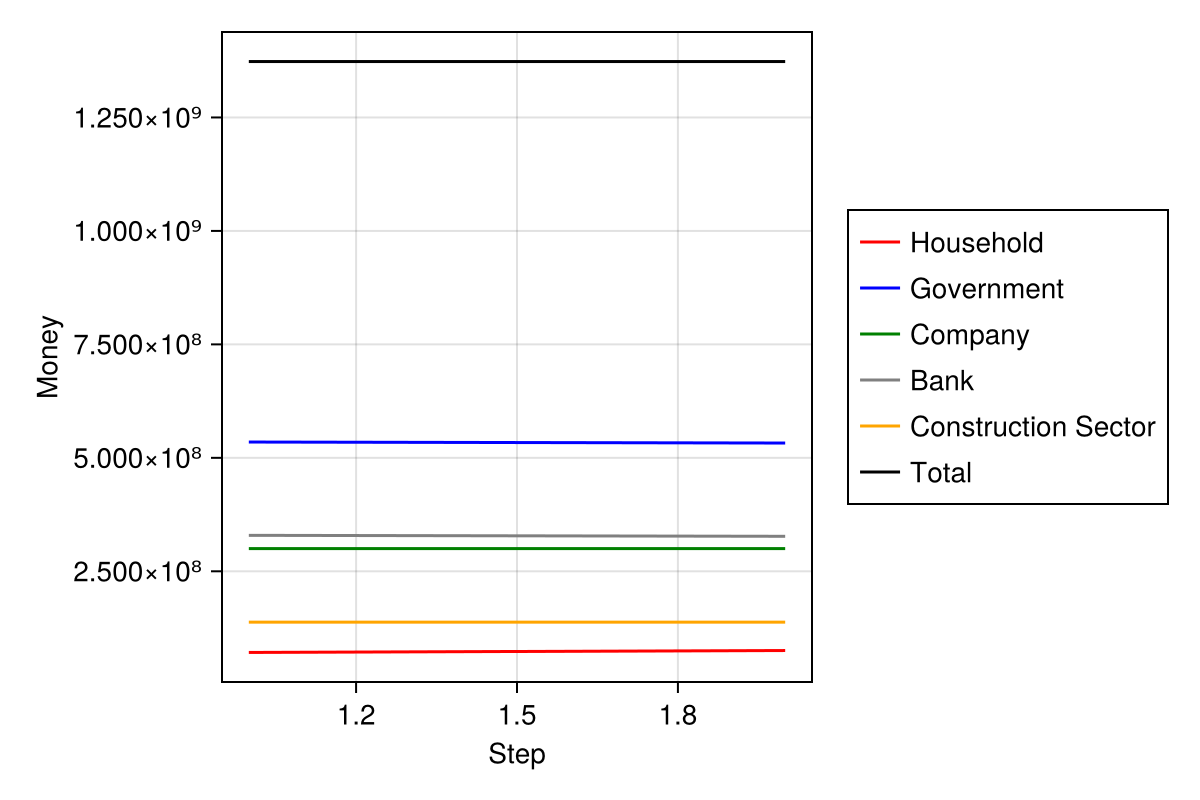 Money
1.250×10⁹
1.000×10⁹
7.500×10⁸
5.000×10⁸
2.500×10⁸
1.2
1.5
1.8
Step
Household
Government
Company
Bank
Construction Sector
Total